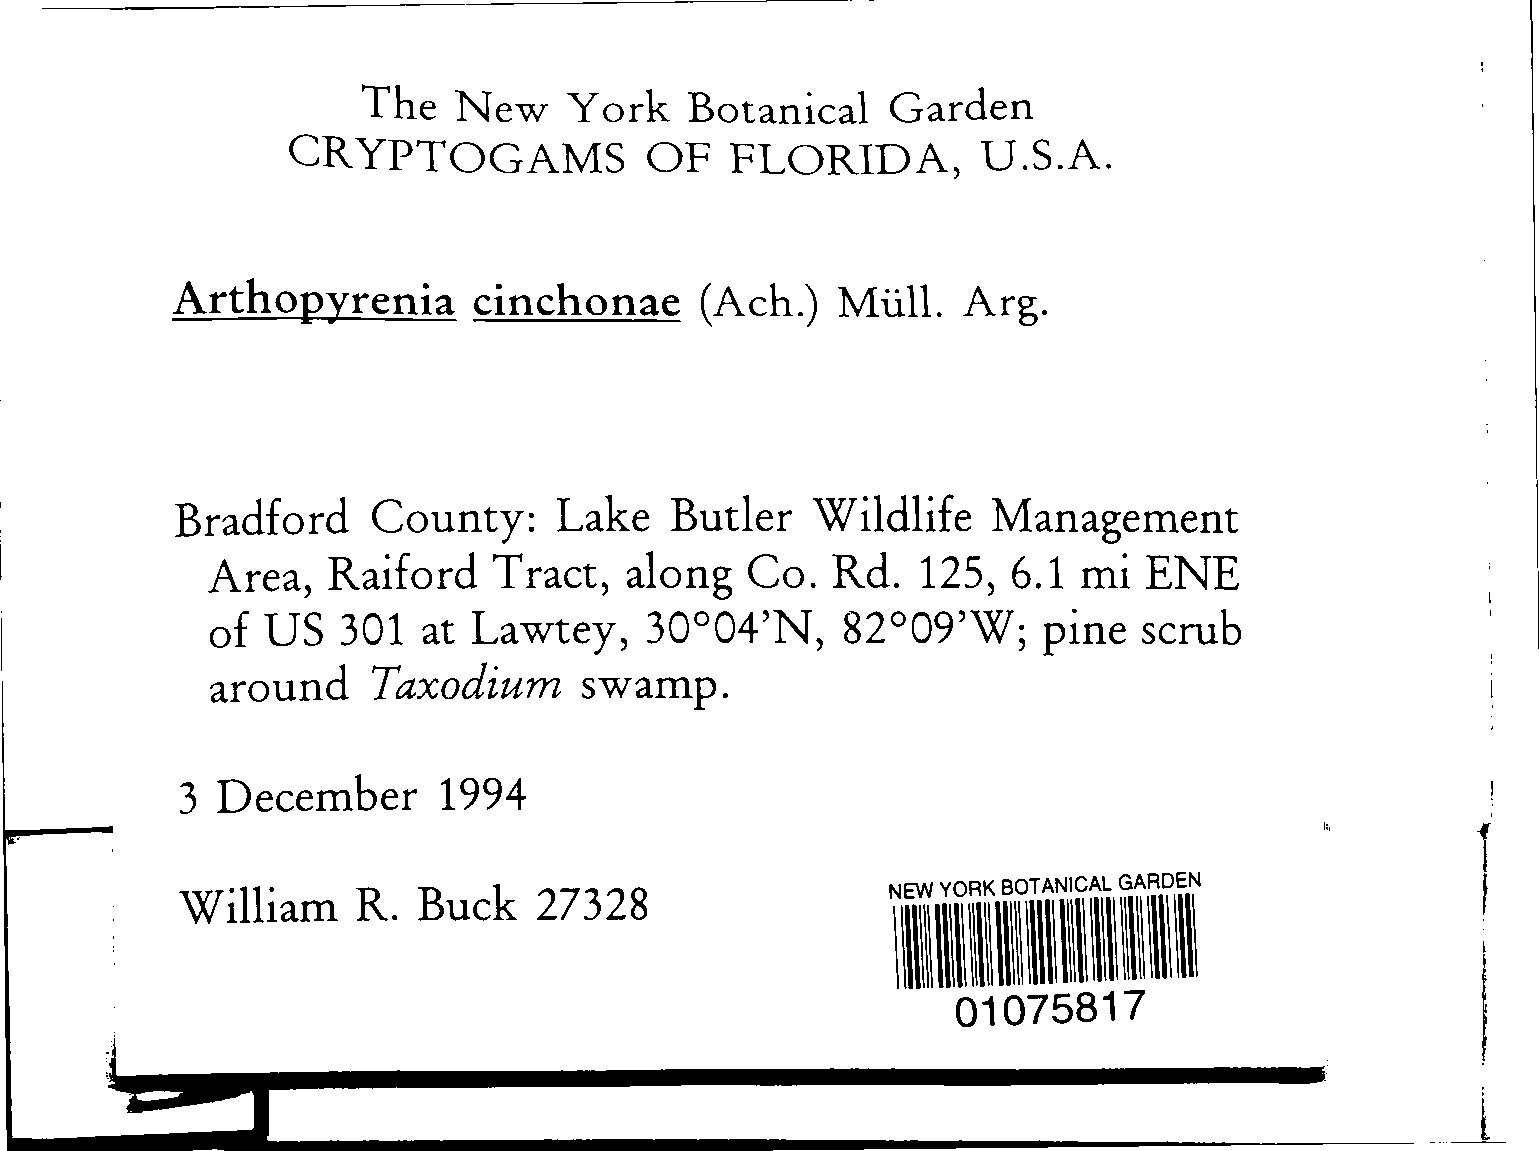 The New York Botanical Garden
CRYPTOGAMS OF FLORIDA, U.S.A.
Arthopyrenia cinchonae (Ach.) Müll. Arg.
Bradford County: Lake Butler Wildlife Management
Area, Raiford Tract, along Co. Rd. 125, 6.1 mi ENE
of US 301 at Lawtey, 30°04'N, 82°09'W; pine scrub
around Taxodium swamp.
3 December 1994
William R. Buck 27328
NEW YORK BOTANICAL GARDEN
01075817